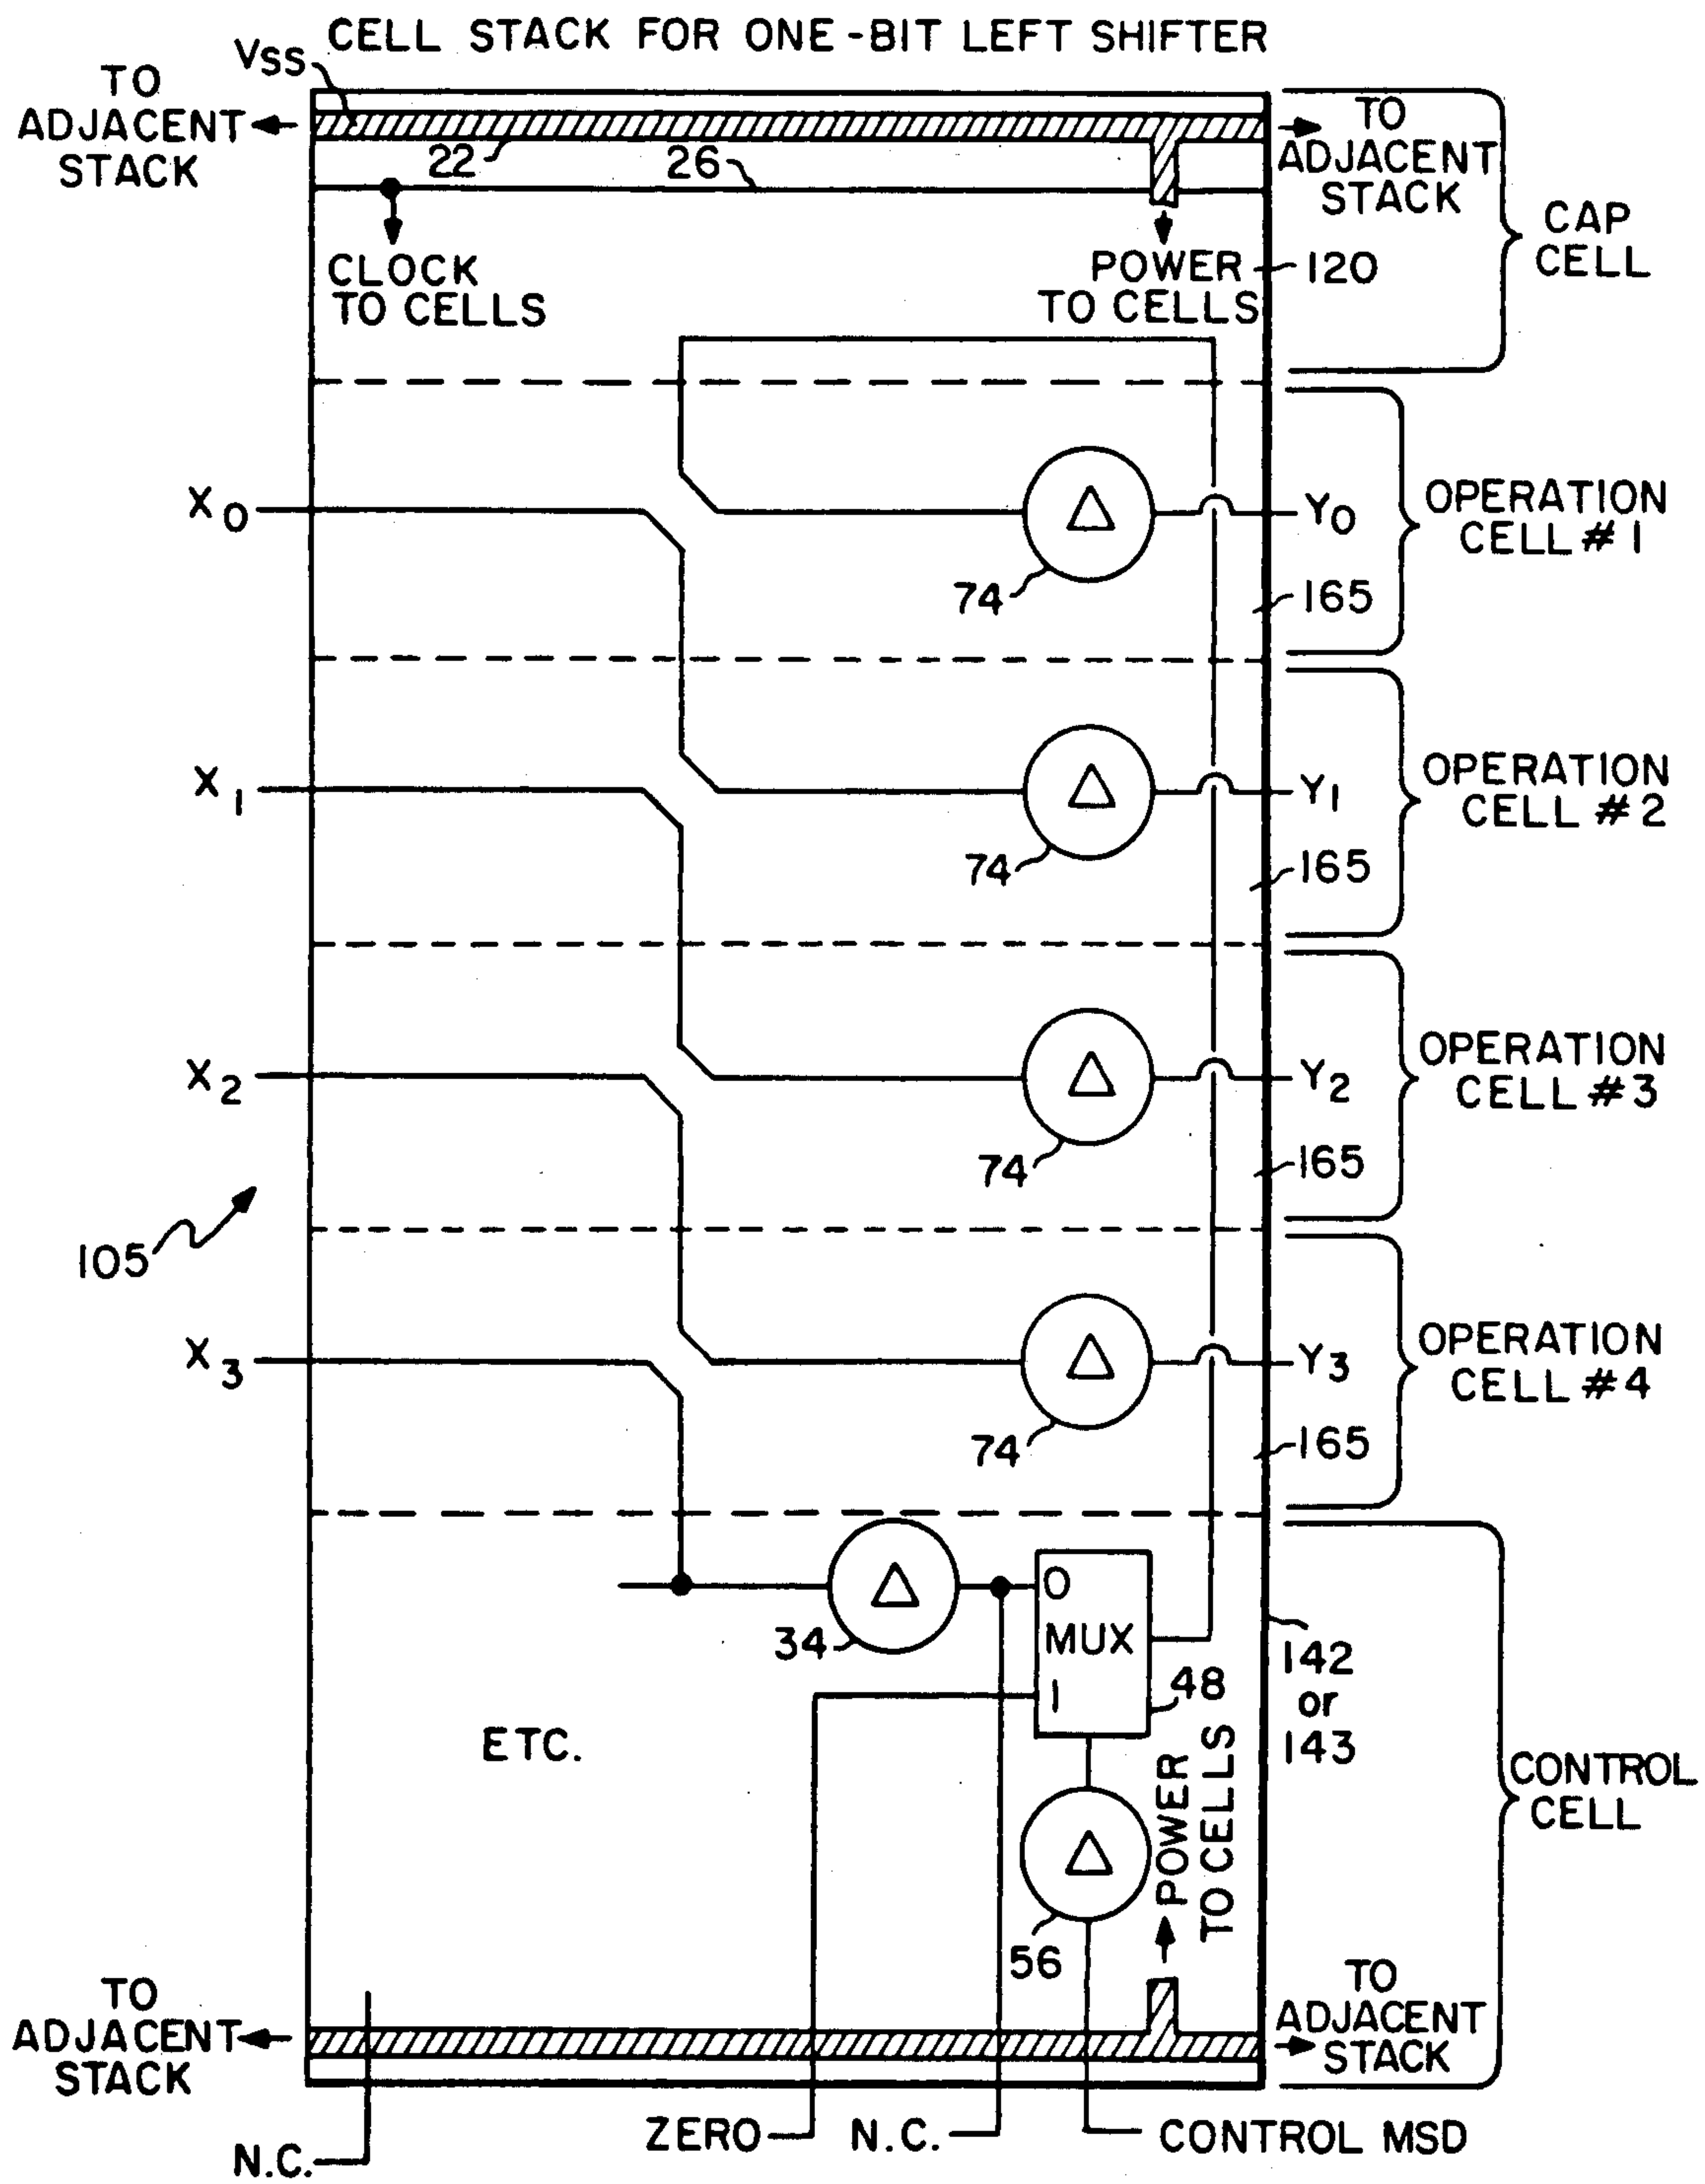 CELL STACK FOR ONE-BIT LEFT SHIFTER
VSS
TO
ADJACENT
STACK
TO
ADJACENT
STACK
22
26
CAP
CELL
CLOCK
TO CELLS
POWER
TO CELLS
120
X0
Y0
OPERATION
CELL #1
74
165
X1
Y1
OPERATION
CELL #2
74
165
X2
Y2
OPERATION
CELL #3
74
165
105
X3
Y3
OPERATION
CELL #4
74
165
0
MUX
1
34
48
142
or
143
ETC.
POWER
TO CELLS
CONTROL
CELL
56
TO
ADJACENT
STACK
TO
ADJACENT
STACK
ZERO
N.C.
CONTROL MSD
N.C.